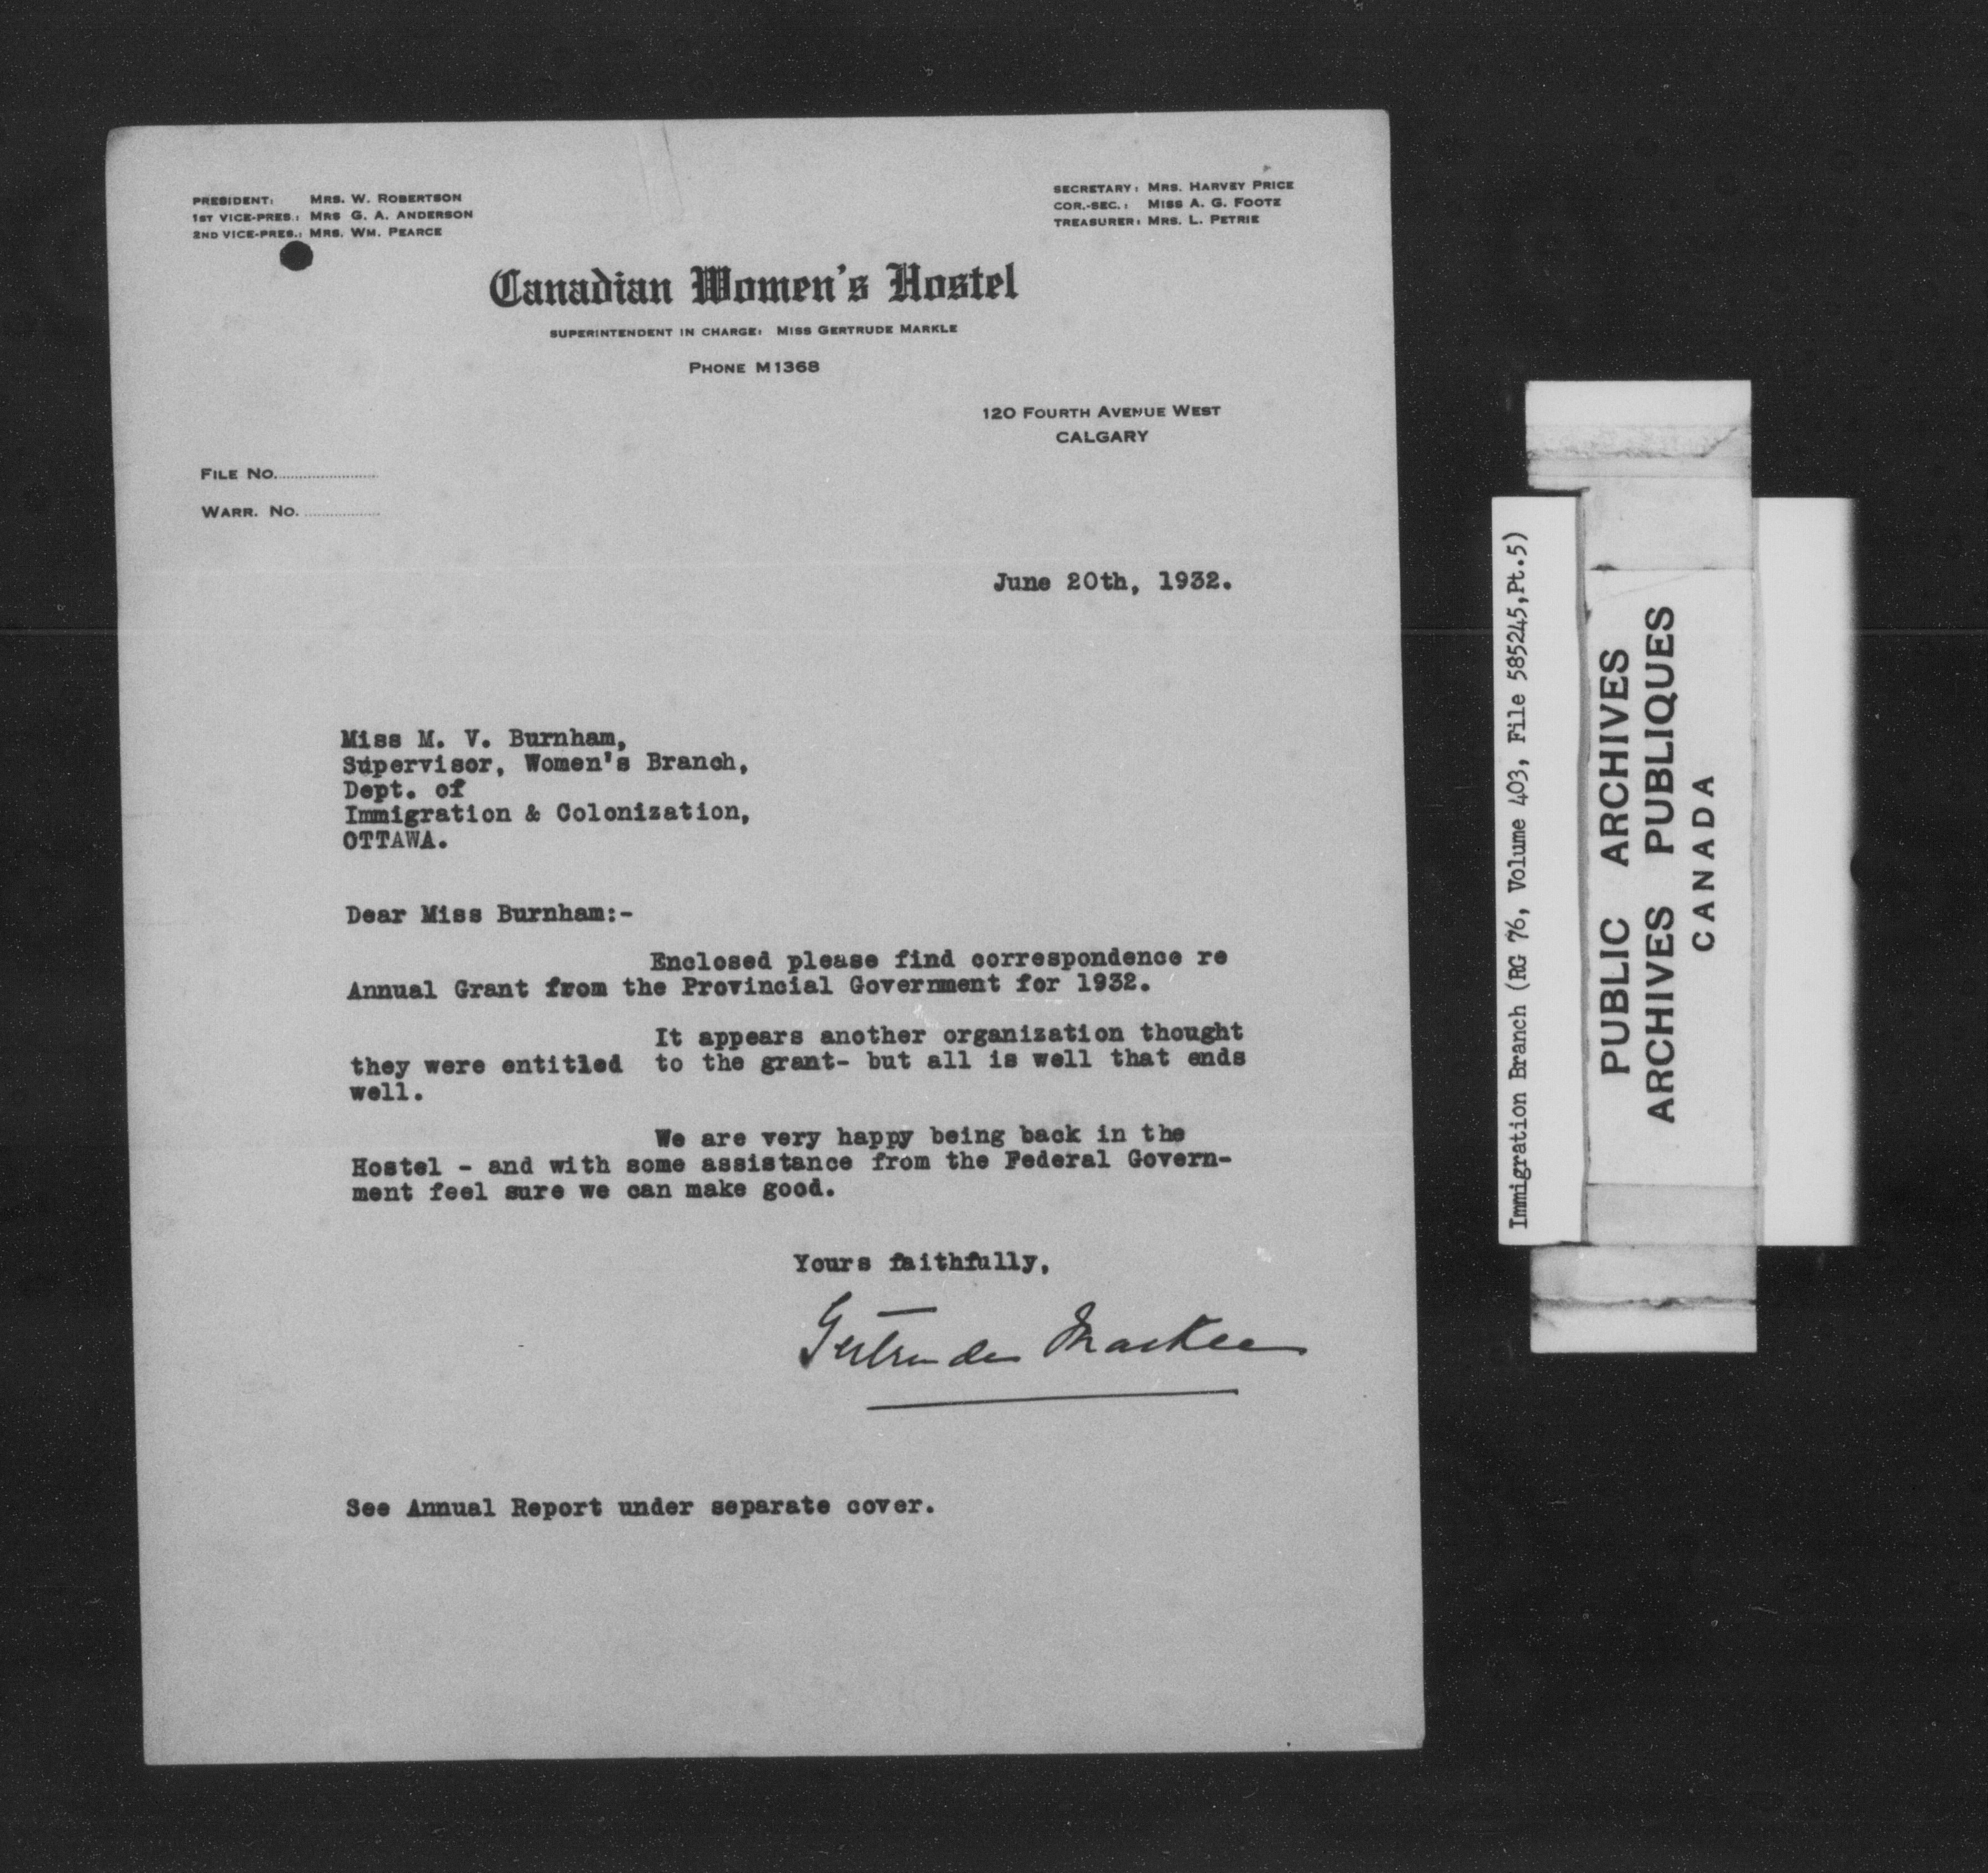 PRESIDENT: MRS. W. ROBERTSON
1ST VICE-PRES.: MRS G. A. ANDERSON
2ND VICE-PRES.: MRS. WM. PEARCE
SECRETARY: MRS. HARVEY PRICE
COR.-SEC.: MISS A. G. FOOTE
TREASURER: MRS. L. PETRIE
Canadian Women's Hostel
SUPERINTENDENT IN CHARGE: MISS GERTRUDE MARKLE
PHONE M1368
120 FOURTH AVENUE WEST
CALGARY
FILE NO.
WARR. NO.
June 20th, 1932.
Miss M. V. Burnham,
Supervisor, Women's Branch,
Dept. of
Immigration & Colonization,
OTTAWA.
Dear Miss Burnham:-
Enclosed please find correspondence re
Annual Grant from the Provincial Government for 1932.
It appears another organization thought
they were entitled to the grant- but all is well that ends
well.
We are very happy being back in the
Hostel - and with some assistance from the Federal Govern-
ment feel sure we can make good.
Yours faithfully,
Gertrude Markle
See Annual Report under separate cover.
Immigration Branch (RG 76, Volume 403, File 585245,Pt.5)
PUBLIC ARCHIVES
ARCHIVES PUBLIQUES
CANADA